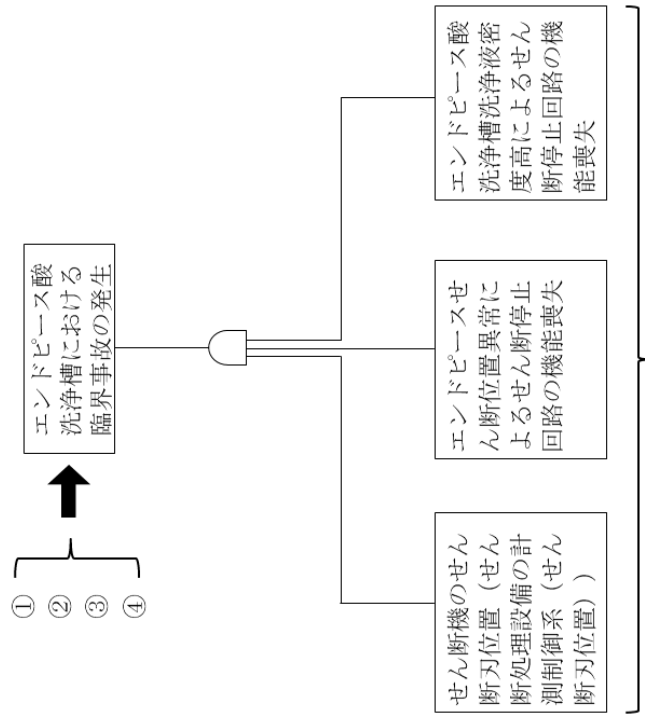 ①
②
③
④
エンドピース酸
洗浄槽における
臨界事故の発生
せん断機のせん
断刃位置（せん
断処理設備の計
測制御系（せん
断刃位置））
エンドピースせ
ん断位置異常に
よるせん断停止
回路の機能喪失
エンドピース酸
洗浄槽洗浄液密
度高によるせん
断停止回路の機
能喪失